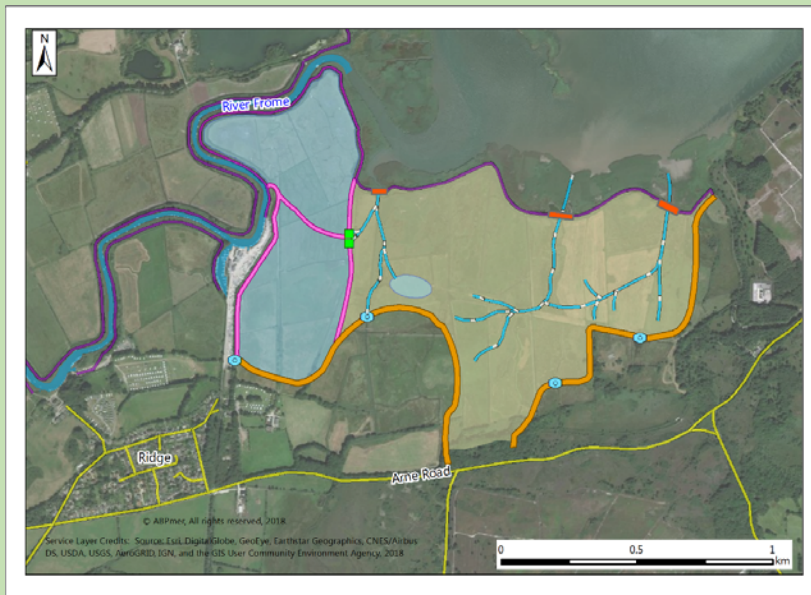 N
River Frome
Ridge
Arne Road
© ABPmer, All rights reserved, 2018
Service Layer Credits: Source: Esri, DigitalGlobe, GeoEye, Earthstar Geographics, CNES/Airbus
DS, USDA, USGS, AeroGRID, IGN, and the GIS User Community Environment Agency, 2018
0 0.5 1
km